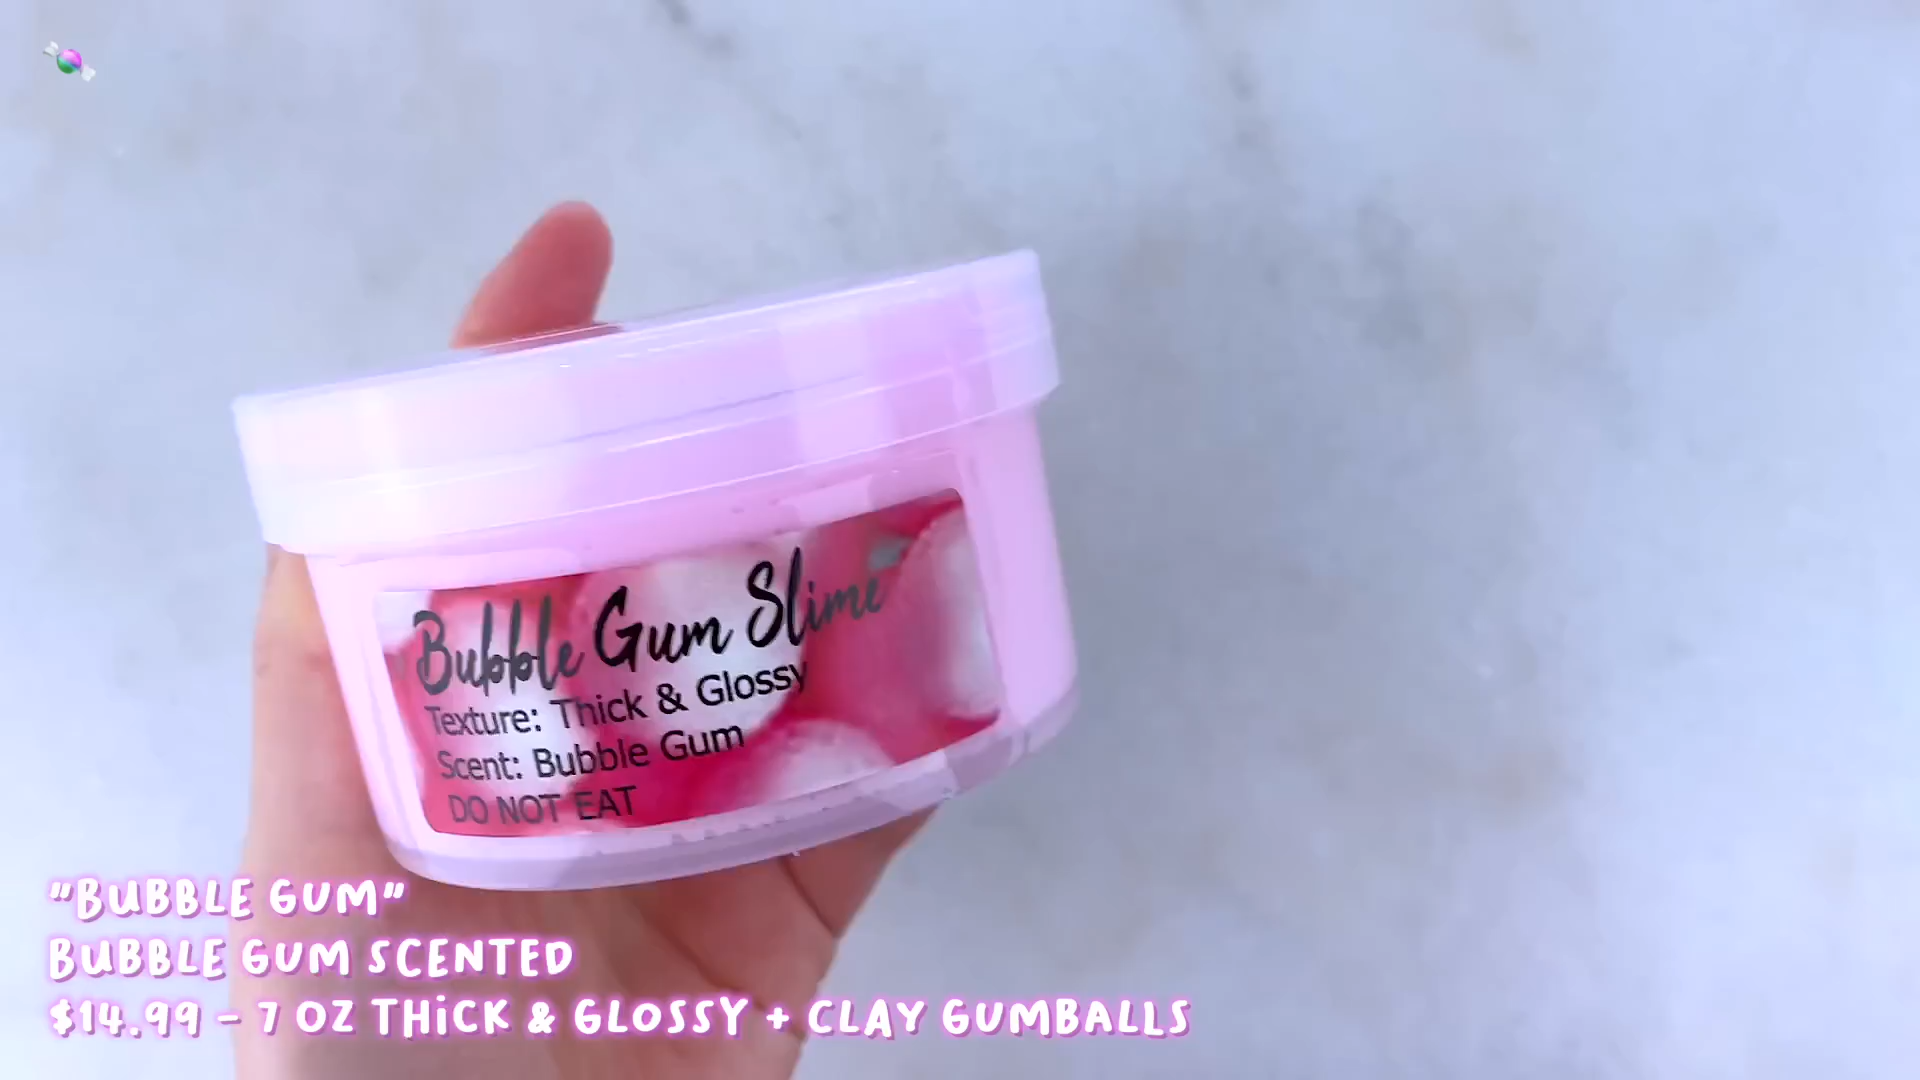 Bubble Gum Slime
Texture: Thick & Glossy
Scent: Bubble Gum
DO NOT EAT
"BUBBLE GUM"
BUBBLE GUM SCENTED
$14.99 - 7 OZ THICK & GLOSSY + CLAY GUMBALLS